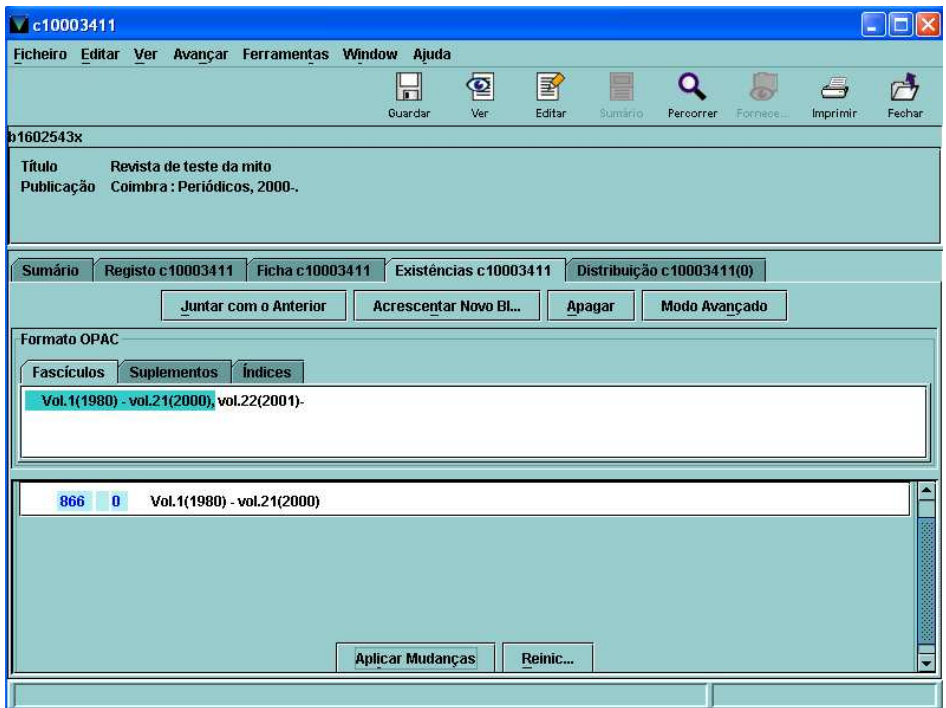 c10003411
Ficheiro Editar Ver Avançar Ferramentas Window Ajuda
Guardar Ver Editar Sumário Percorrer Fornece... Imprimir Fechar
b1602543x
Título Revista de teste da mito
Publicação Coimbra : Periódicos, 2000-.
Sumário Registo c10003411 Ficha c10003411 Existências c10003411 Distribuição c10003411(0)
Juntar com o Anterior Acrescentar Novo Bl... Apagar Modo Avançado
Formato OPAC
Fascículos Suplementos Índices
Vol.1(1980) - vol.21(2000), vol.22(2001)-
866 0 Vol.1(1980) - vol.21(2000)
Aplicar Mudanças Reinic...